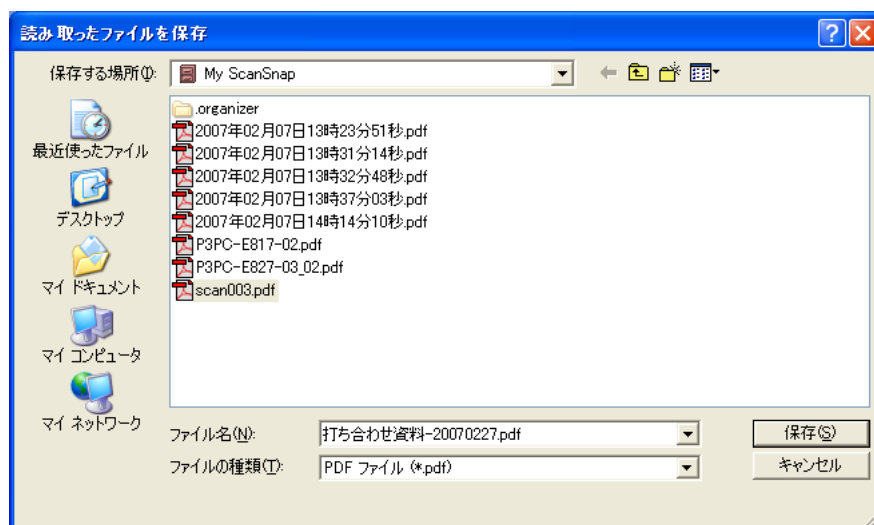 読み取ったファイルを保存
保存する場所(I):
My ScanSnap
最近使ったファイル
デスクトップ
マイ ドキュメント
マイ コンピュータ
マイ ネットワーク
.organizer
2007年02月07日13時23分51秒.pdf
2007年02月07日13時31分14秒.pdf
2007年02月07日13時32分48秒.pdf
2007年02月07日13時37分03秒.pdf
2007年02月07日14時14分10秒.pdf
P3PC-E817-02.pdf
P3PC-E827-03_02.pdf
scan003.pdf
ファイル名(N):
打ち合わせ資料-20070227.pdf
保存(S)
ファイルの種類(T):
PDF ファイル (*.pdf)
キャンセル